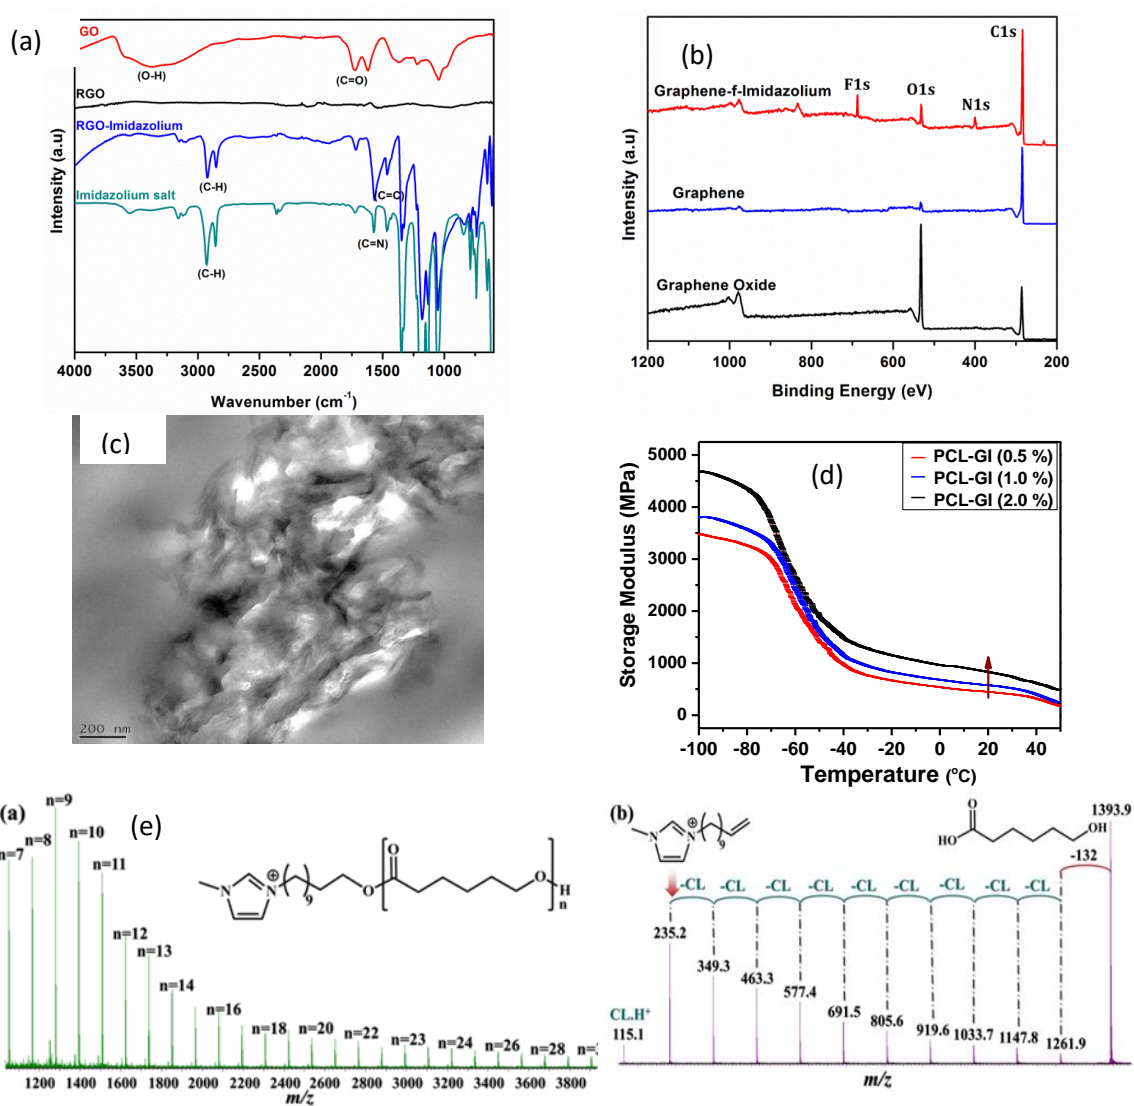 (a)
GO
(O-H)
(C=O)
RGO
RGO-Imidazolium
(C-H)
(C=C)
Imidazolium salt
(C=N)
(C-H)
Intensity (a.u)
4000 3500 3000 2500 2000 1500 1000
Wavenumber (cm⁻¹)
(b)
C1s
F1s
O1s
N1s
Graphene-f-Imidazolium
Graphene
Graphene Oxide
Intensity (a.u
1200 1000 800 600 400 200
Binding Energy (eV)
(c)
200 nm
(d)
PCL-GI (0.5 %)
PCL-GI (1.0 %)
PCL-GI (2.0 %)
Storage Modulus (MPa)
5000
4000
3000
2000
1000
0
-100 -80 -60 -40 -20 0 20 40
Temperature (°C)
(a)
(e)
n=7
n=8
n=9
n=10
n=11
n=12
n=13
n=14
n=16
n=18
n=20
n=22
n=23
n=24
n=26
n=28
N
N
⊕
9
O
O
O
H
n
1200 1400 1600 1800 2000 2200 2400 2600 2800 3000 3200 3400 3600 3800
m/z
(b)
N
N
⊕
9
O
HO
OH
1393.9
-132
-CL -CL -CL -CL -CL -CL -CL -CL -CL
235.2
349.3
463.3
577.4
691.5
805.6
919.6
1033.7
1147.8
1261.9
CL.H⁺
115.1
m/z